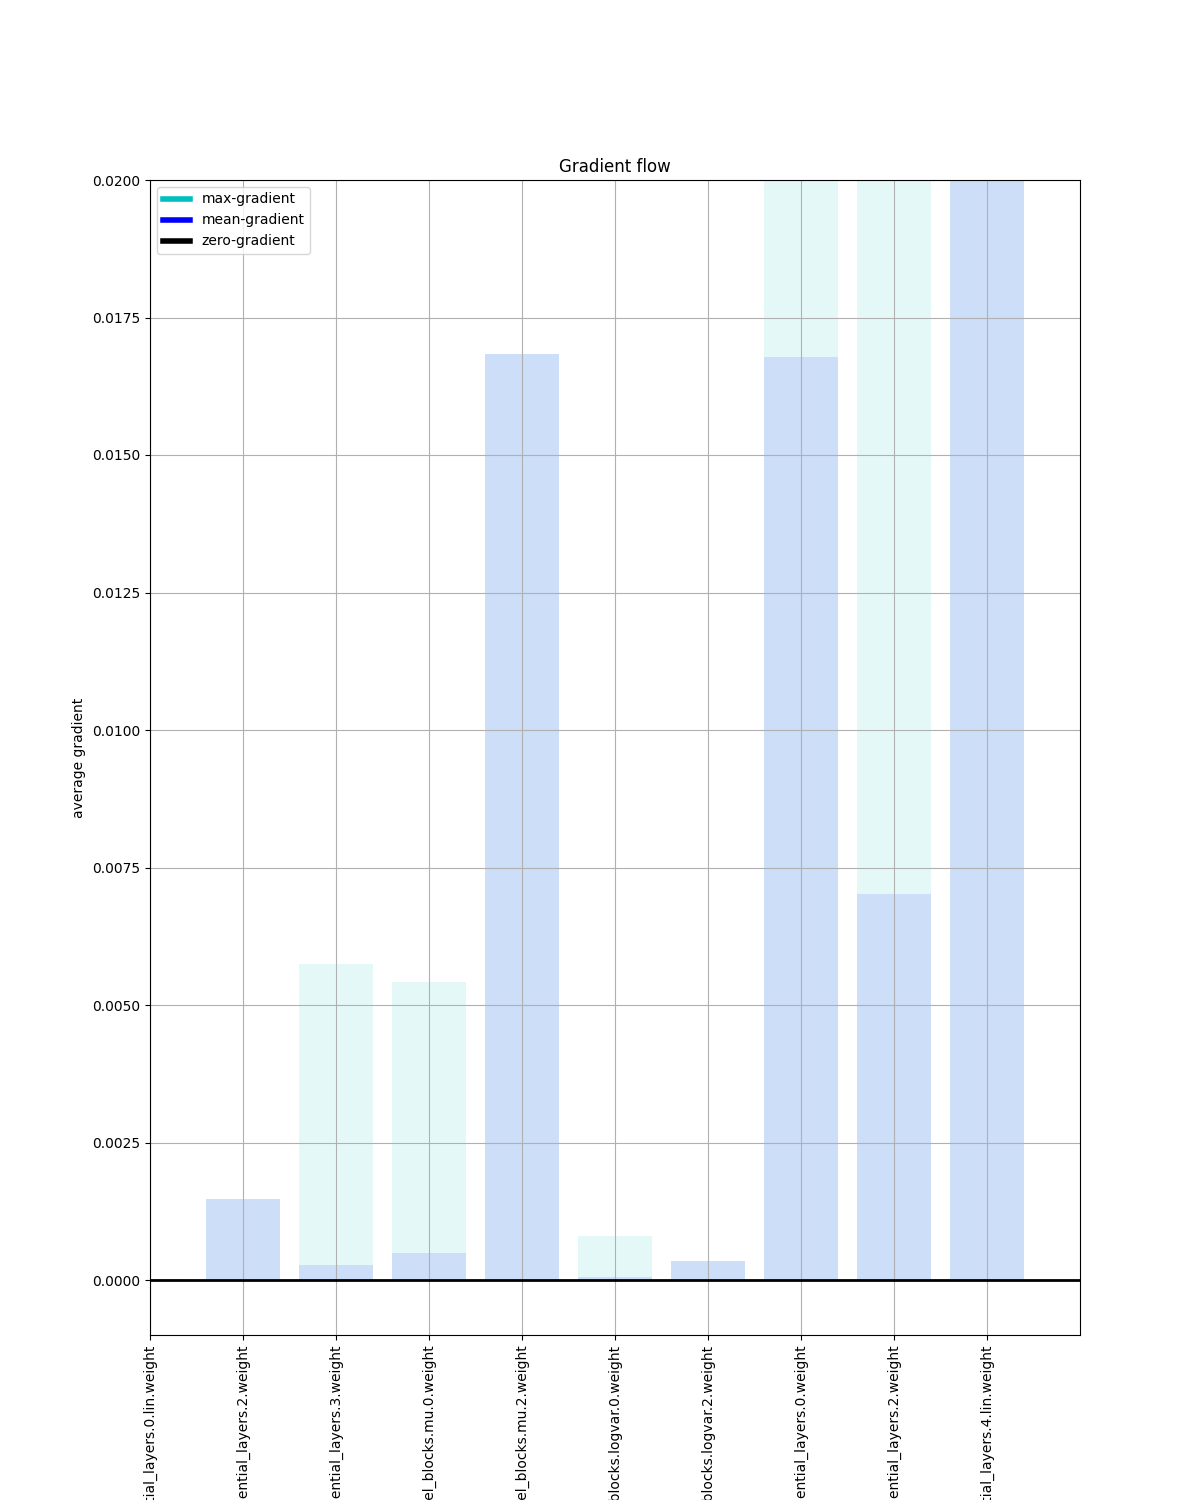 Gradient flow
max-gradient
mean-gradient
zero-gradient
0.0200
0.0175
0.0150
0.0125
0.0100
0.0075
0.0050
0.0025
0.0000
average gradient
tial_layers.0.lin.weight
ential_layers.2.weight
ential_layers.3.weight
el_blocks.mu.0.weight
el_blocks.mu.2.weight
blocks.logvar.0.weight
blocks.logvar.2.weight
ential_layers.0.weight
ential_layers.2.weight
tial_layers.4.lin.weight